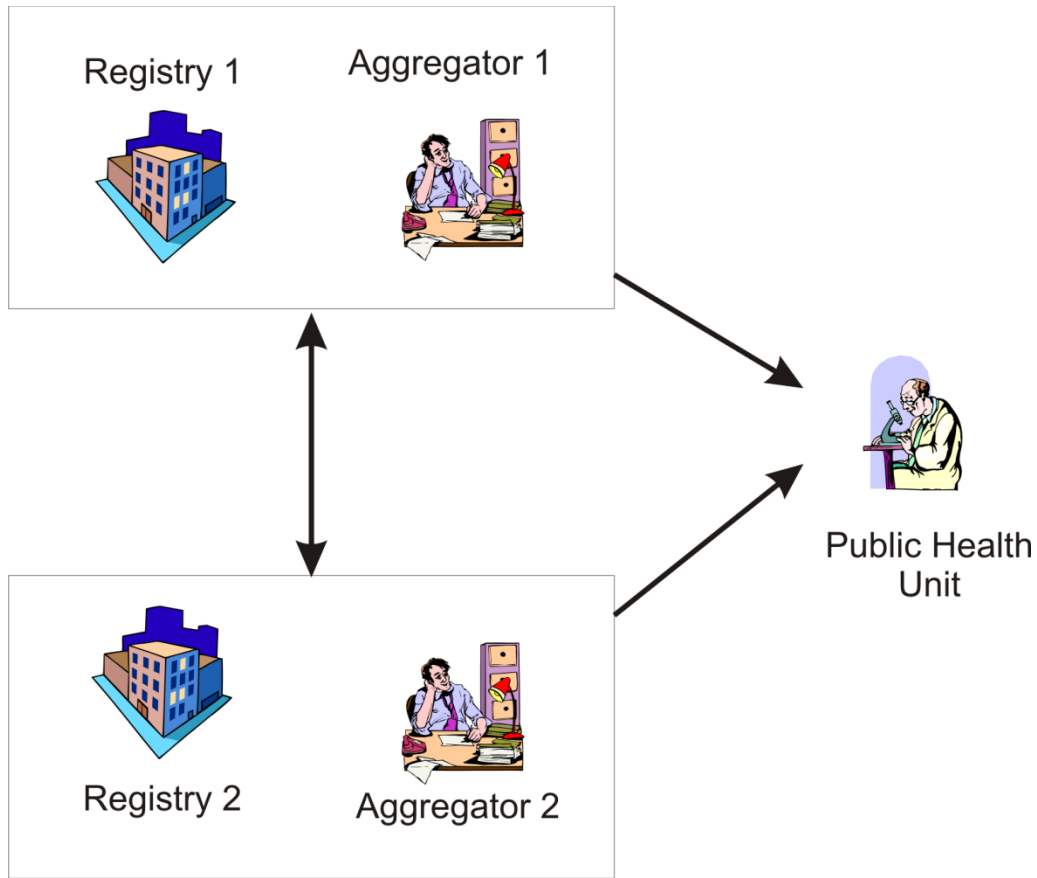 Registry 1
Aggregator 1
Public Health
Unit
Registry 2
Aggregator 2